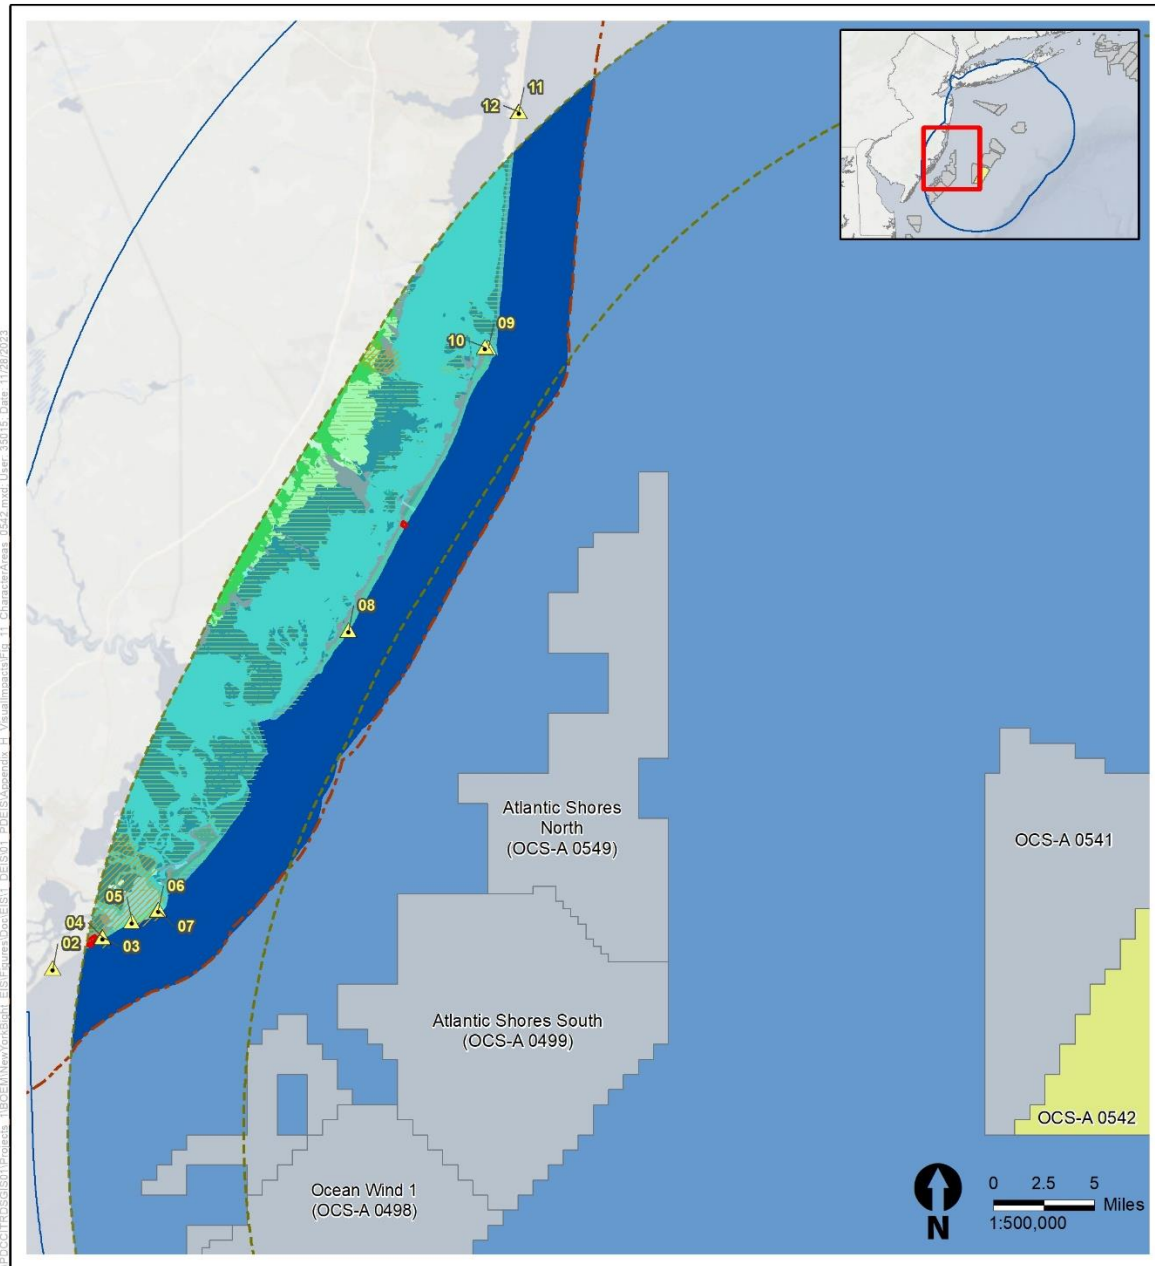 11
12
09
10
08
06
05
07
04
03
02
Atlantic Shores
North
(OCS-A 0549)
OCS-A 0541
Atlantic Shores South
(OCS-A 0499)
OCS-A 0542
Ocean Wind 1
(OCS-A 0498)
0 2.5 5
Miles
1:500,000
N